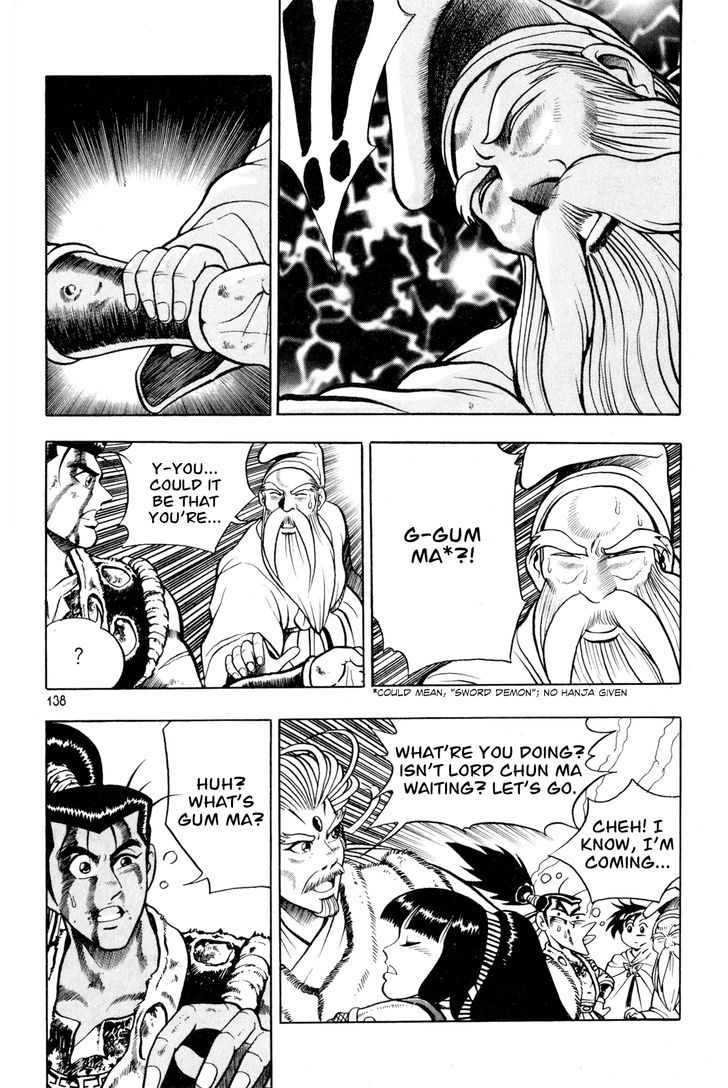 !!
Y-YOU...
COULD IT
BE THAT
YOU'RE...
?
G-GUM
MA*?!
*COULD MEAN; "SWORD DEMON"; NO HANJA GIVEN
138
HUH?
WHAT'S
GUM MA?
WHAT'RE YOU DOING?
ISN'T LORD CHUN MA
WAITING? LET'S GO.
CHEH! I
KNOW, I'M
COMING...